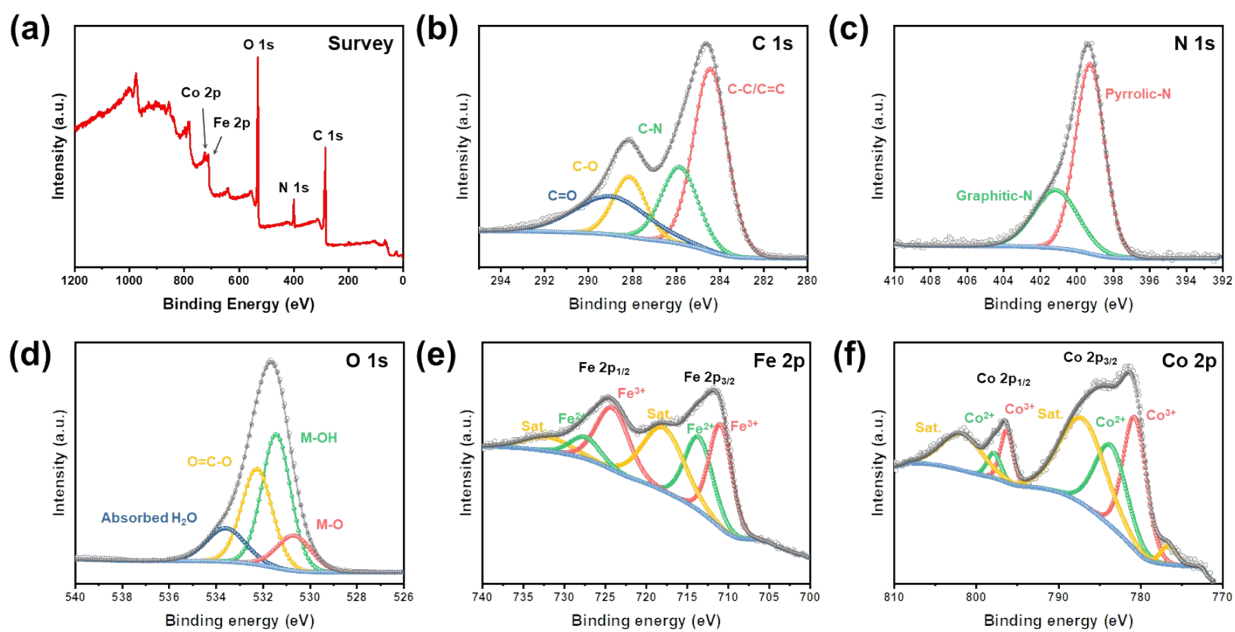 (a)
Survey
O 1s
Co 2p
Fe 2p
C 1s
N 1s
Intensity (a.u.)
1200 1000 800 600 400 200 0
Binding Energy (eV)
(b)
C 1s
C-C/C=C
C-N
C-O
C=O
Intensity (a.u.)
294 292 290 288 286 284 282 280
Binding energy (eV)
(c)
N 1s
Pyrrolic-N
Graphitic-N
Intensity (a.u.)
410 408 406 404 402 400 398 396 394 392
Binding energy (eV)
(d)
O 1s
M-OH
O=C-O
Absorbed H₂O
M-O
Intensity (a.u.)
540 538 536 534 532 530 528 526
Binding energy (eV)
(e)
Fe 2p
Fe 2p₁/₂
Fe 2p₃/₂
Fe³⁺
Sat.
Fe²⁺
Sat.
Fe²⁺
Fe³⁺
Intensity (a.u.)
740 735 730 725 720 715 710 705 700
Binding energy (eV)
(f)
Co 2p
Co 2p₃/₂
Co 2p₁/₂
Sat.
Co²⁺
Co³⁺
Sat.
Co²⁺
Co³⁺
Intensity (a.u.)
810 800 790 780 770
Binding energy (eV)